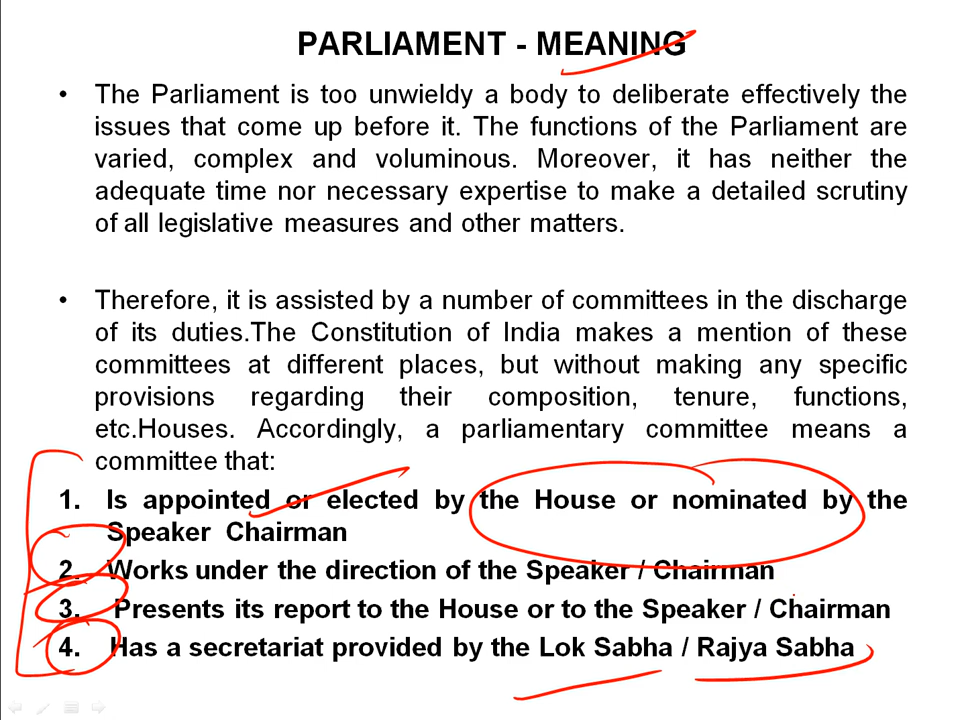 PARLIAMENT - MEANING
• The Parliament is too unwieldy a body to deliberate effectively the
issues that come up before it. The functions of the Parliament are
varied, complex and voluminous. Moreover, it has neither the
adequate time nor necessary expertise to make a detailed scrutiny
of all legislative measures and other matters.
• Therefore, it is assisted by a number of committees in the discharge
of its duties.The Constitution of India makes a mention of these
committees at different places, but without making any specific
provisions regarding their composition, tenure, functions,
etc.Houses. Accordingly, a parliamentary committee means a
committee that:
1. Is appointed or elected by the House or nominated by the
Speaker Chairman
2. Works under the direction of the Speaker / Chairman
3. Presents its report to the House or to the Speaker / Chairman
4. Has a secretariat provided by the Lok Sabha / Rajya Sabha